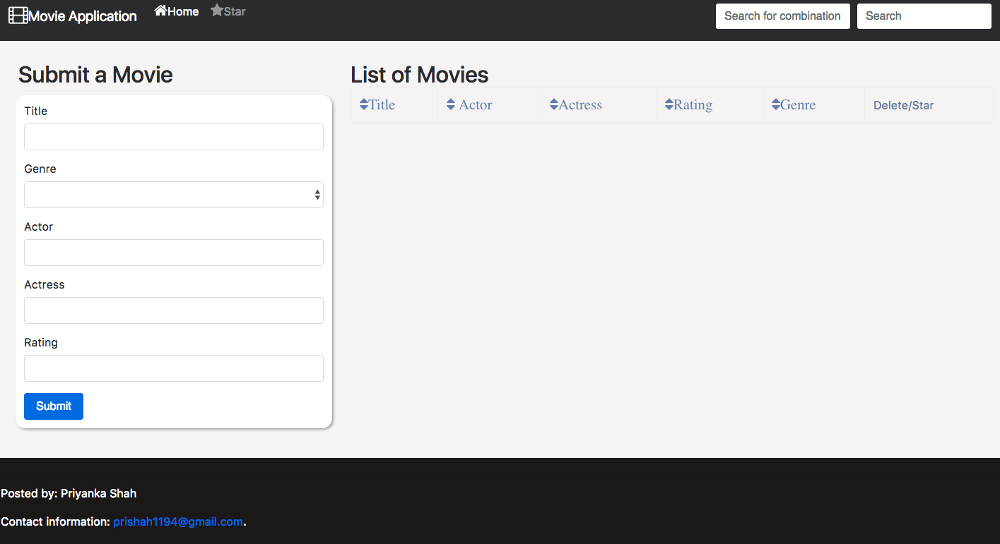 Movie Application Home Star Search for combination Search
Submit a Movie
Title
Genre
Actor
Actress
Rating
Submit
List of Movies
Title Actor Actress Rating Genre Delete/Star
Posted by: Priyanka Shah
Contact information: prishah1194@gmail.com.